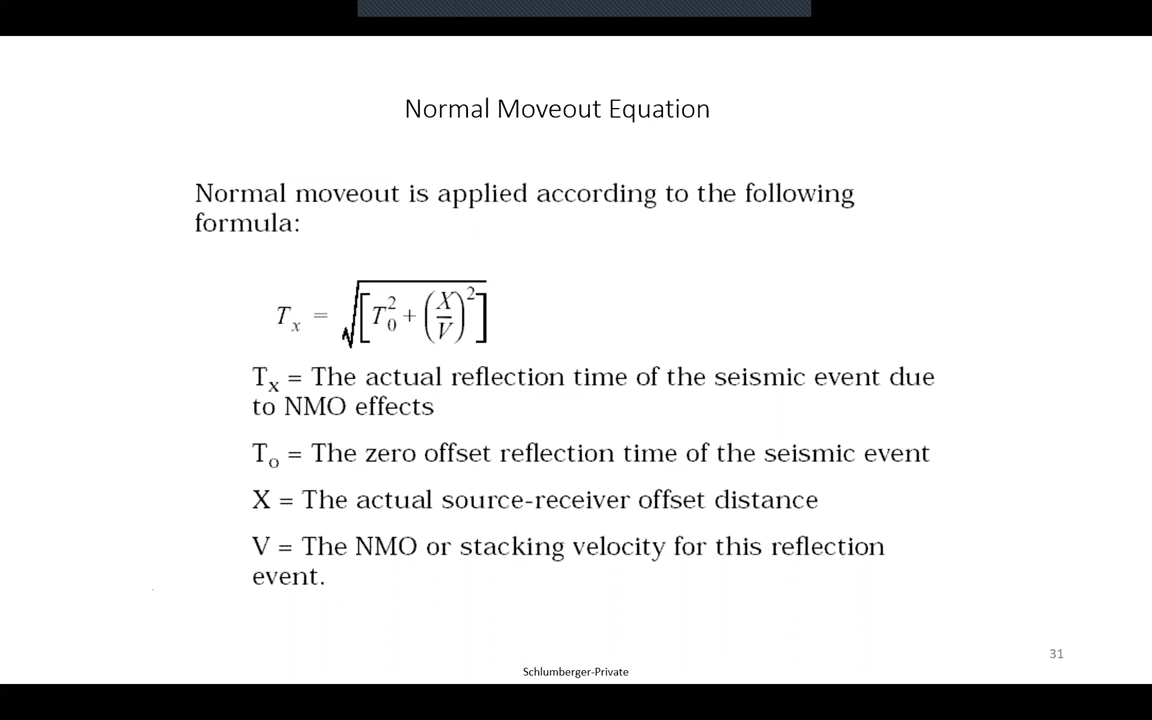 Normal Moveout Equation
Normal moveout is applied according to the following
formula:
Tₓ = √[T₀² + (X/V)²]
Tₓ = The actual reflection time of the seismic event due
to NMO effects
Tₒ = The zero offset reflection time of the seismic event
X = The actual source-receiver offset distance
V = The NMO or stacking velocity for this reflection
event.
31
Schlumberger-Private